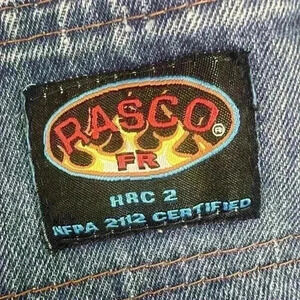 RASCO®
FR
HRC 2
NFPA 2112 CERTIFIED